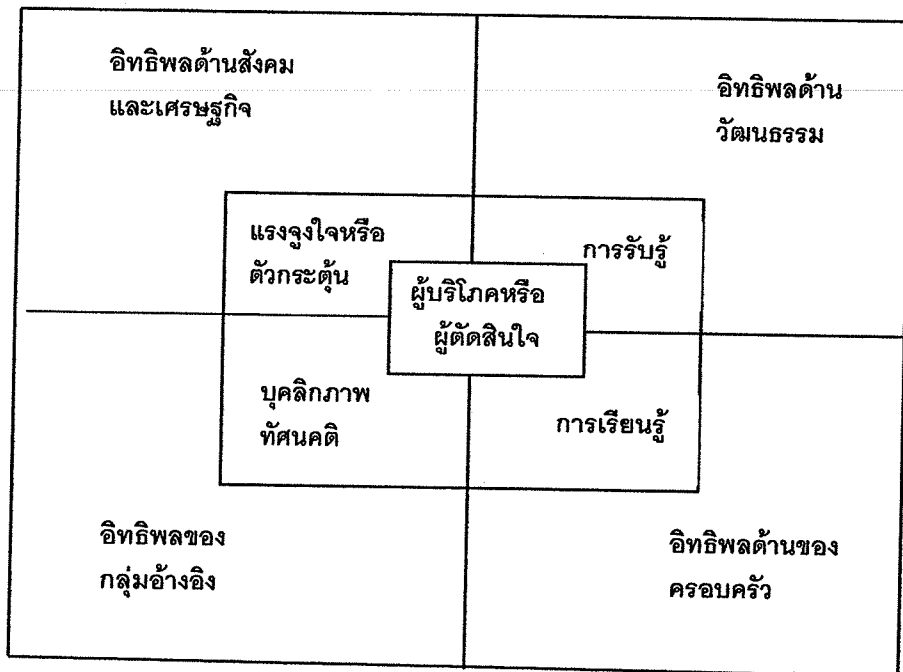 อิทธิพลด้านสังคม
และเศรษฐกิจ
อิทธิพลด้าน
วัฒนธรรม
แรงจูงใจหรือ
ตัวกระตุ้น
การรับรู้
ผู้บริโภคหรือ
ผู้ตัดสินใจ
บุคลิกภาพ
ทัศนคติ
การเรียนรู้
อิทธิพลของ
กลุ่มอ้างอิง
อิทธิพลด้านของ
ครอบครัว